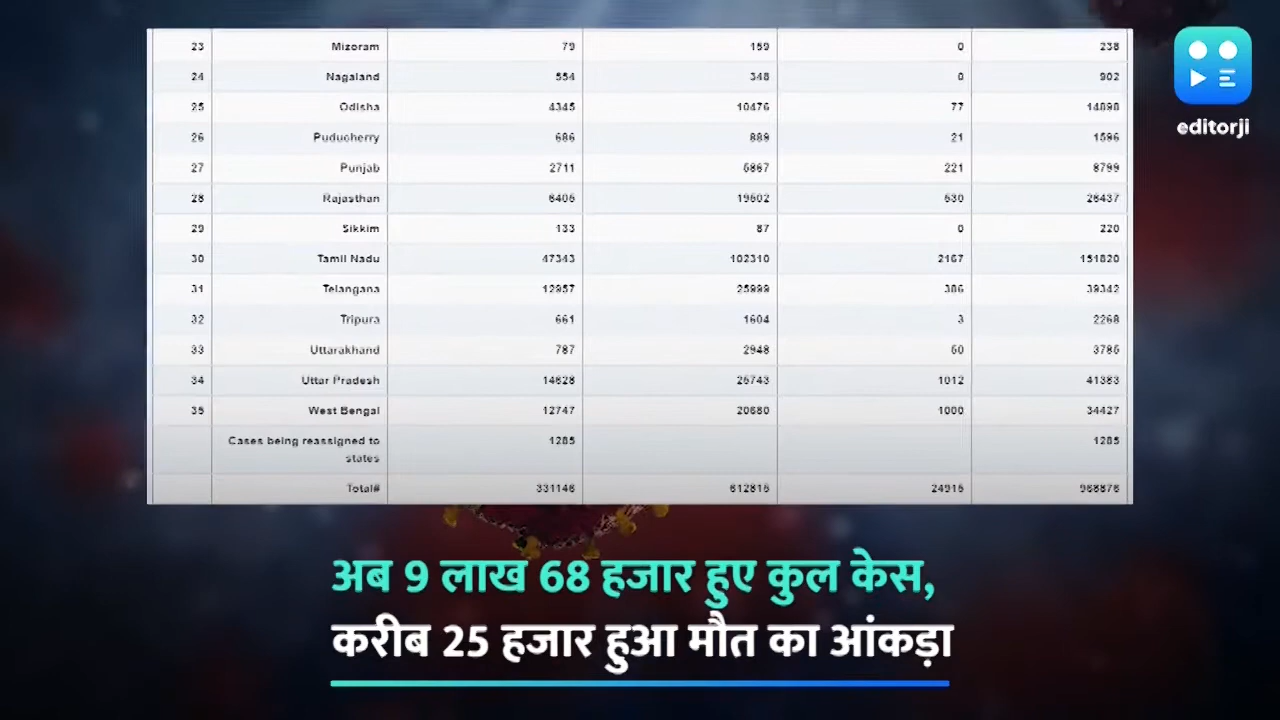 editorji
23 Mizoram 79 159 0 238
24 Nagaland 554 348 0 902
25 Odisha 4345 10476 77 14898
26 Puducherry 686 889 21 1596
27 Punjab 2711 5867 221 8799
28 Rajasthan 6405 19502 530 26437
29 Sikkim 133 87 0 220
30 Tamil Nadu 47343 102310 2167 151820
31 Telangana 12957 25999 386 39342
32 Tripura 661 1604 3 2268
33 Uttarakhand 787 2948 50 3785
34 Uttar Pradesh 14628 25743 1012 41383
35 West Bengal 12747 20680 1000 34427
Cases being reassigned to 1285 1285
states
Total# 331146 612815 24915 968876
अब 9 लाख 68 हजार हुए कुल केस,
करीब 25 हजार हुआ मौत का आंकड़ा